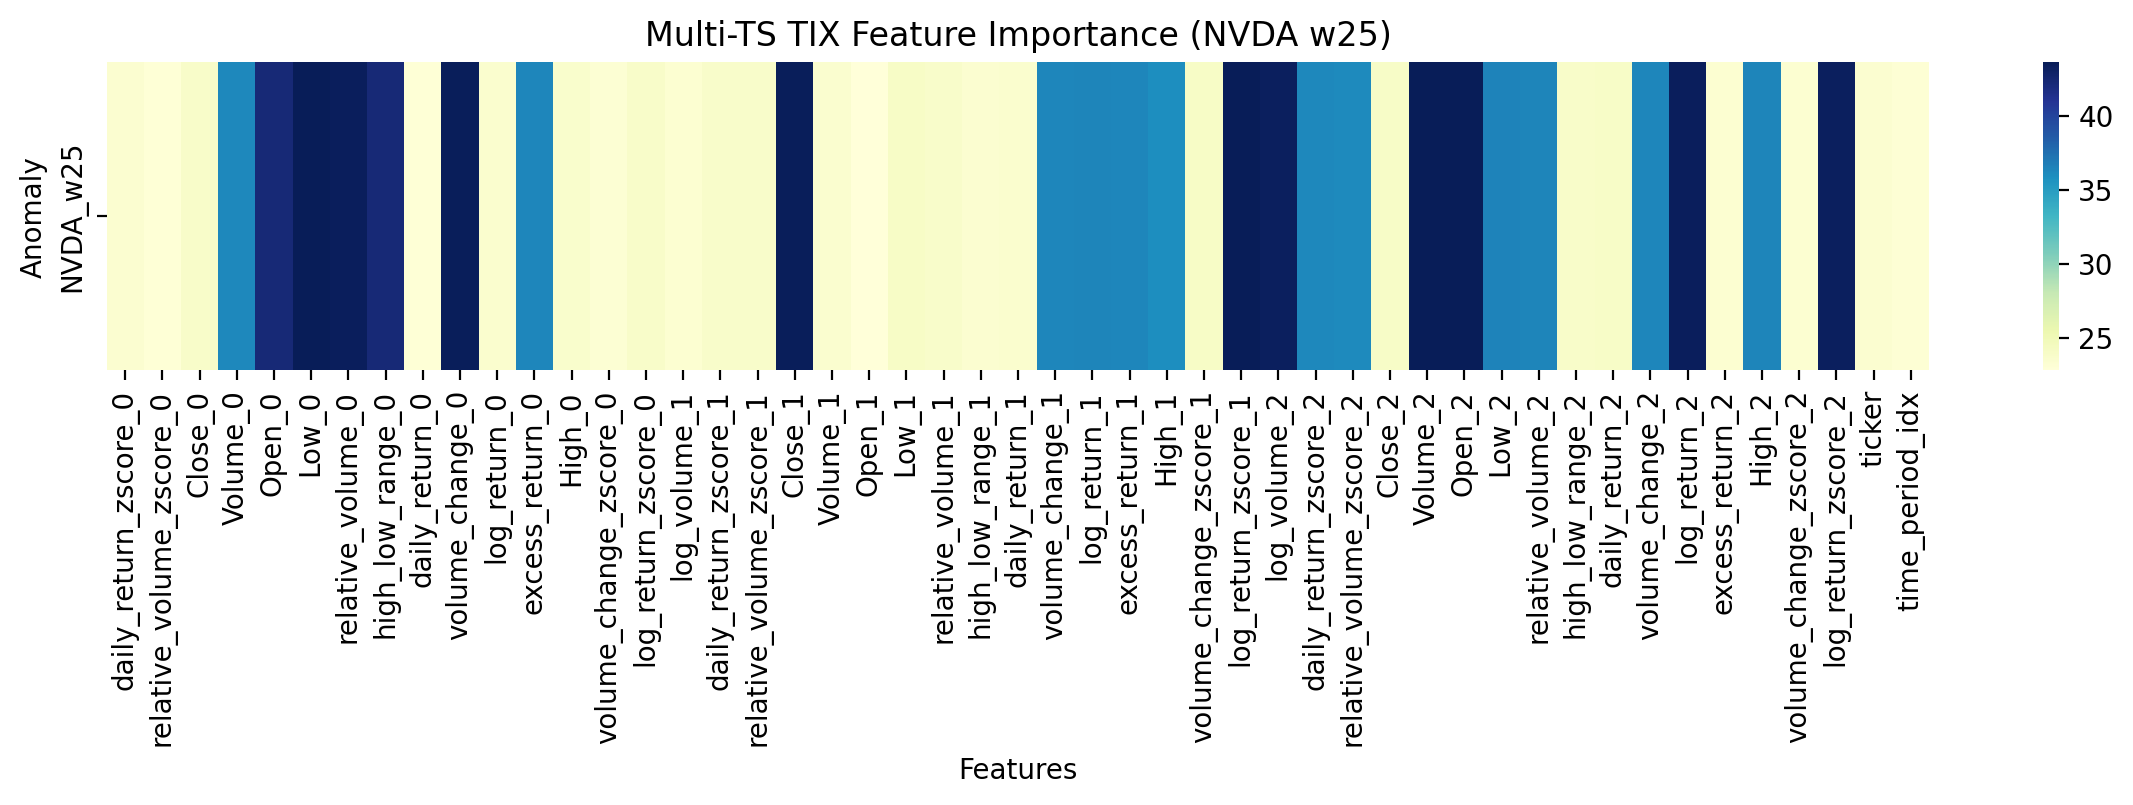 Multi-TS TIX Feature Importance (NVDA w25)
Anomaly
NVDA_w25
40
35
30
25
daily_return_zscore_0
relative_volume_zscore_0
Close_0
Volume_0
Open_0
Low_0
relative_volume_0
high_low_range_0
daily_return_0
volume_change_0
log_return_0
excess_return_0
High_0
volume_change_zscore_0
log_return_zscore_0
log_volume_1
daily_return_zscore_1
relative_volume_zscore_1
Close_1
Volume_1
Open_1
Low_1
relative_volume_1
high_low_range_1
daily_return_1
volume_change_1
log_return_1
excess_return_1
High_1
volume_change_zscore_1
log_return_zscore_1
log_volume_2
daily_return_zscore_2
relative_volume_zscore_2
Close_2
Volume_2
Open_2
Low_2
relative_volume_2
high_low_range_2
daily_return_2
volume_change_2
log_return_2
excess_return_2
High_2
volume_change_zscore_2
log_return_zscore_2
ticker
time_period_idx
Features